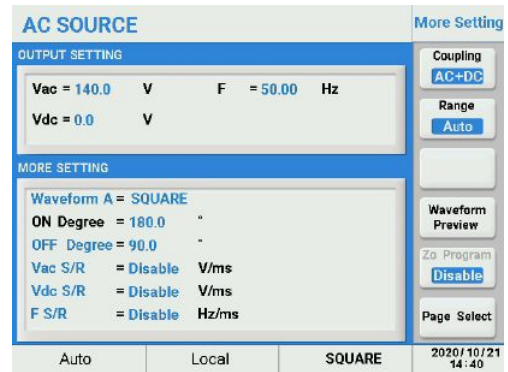 AC SOURCE
More Setting
OUTPUT SETTING
Vac = 140.0 V F = 50.00 Hz
Vdc = 0.0 V
MORE SETTING
Waveform A = SQUARE
ON Degree = 180.0 °
OFF Degree = 90.0 °
Vac S/R = Disable V/ms
Vdc S/R = Disable V/ms
F S/R = Disable Hz/ms
Coupling
AC+DC
Range
Auto
Waveform
Preview
Zo Program
Disable
Page Select
Auto Local SQUARE 2020/10/21
14:40